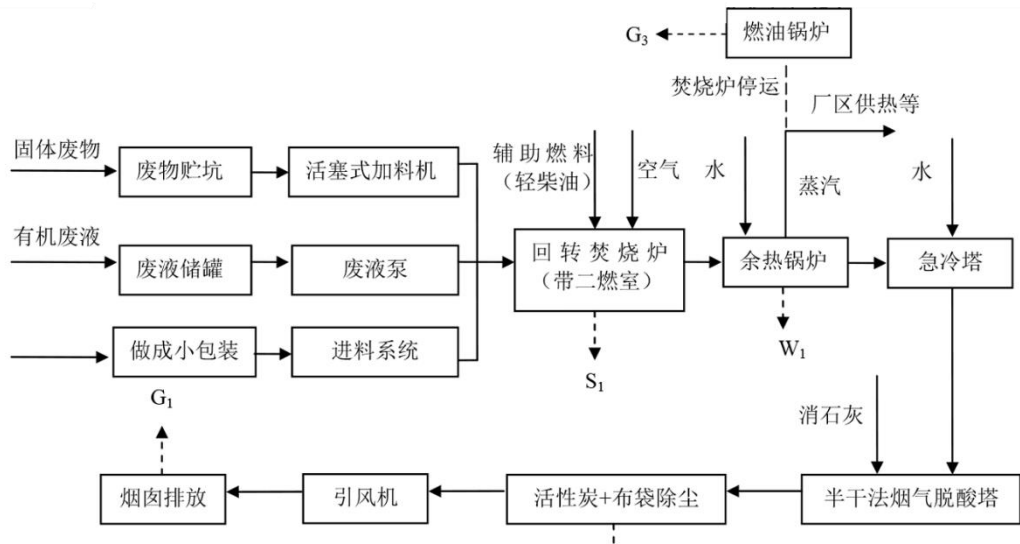 G₃
燃油锅炉
焚烧炉停运
厂区供热等
固体废物
废物贮坑
活塞式加料机
辅助燃料
（轻柴油）
空气
水
蒸汽
水
有机废液
废液储罐
废液泵
回转焚烧炉
（带二燃室）
余热锅炉
急冷塔
做成小包装
进料系统
S₁
W₁
G₁
消石灰
烟囱排放
引风机
活性炭+布袋除尘
半干法烟气脱酸塔